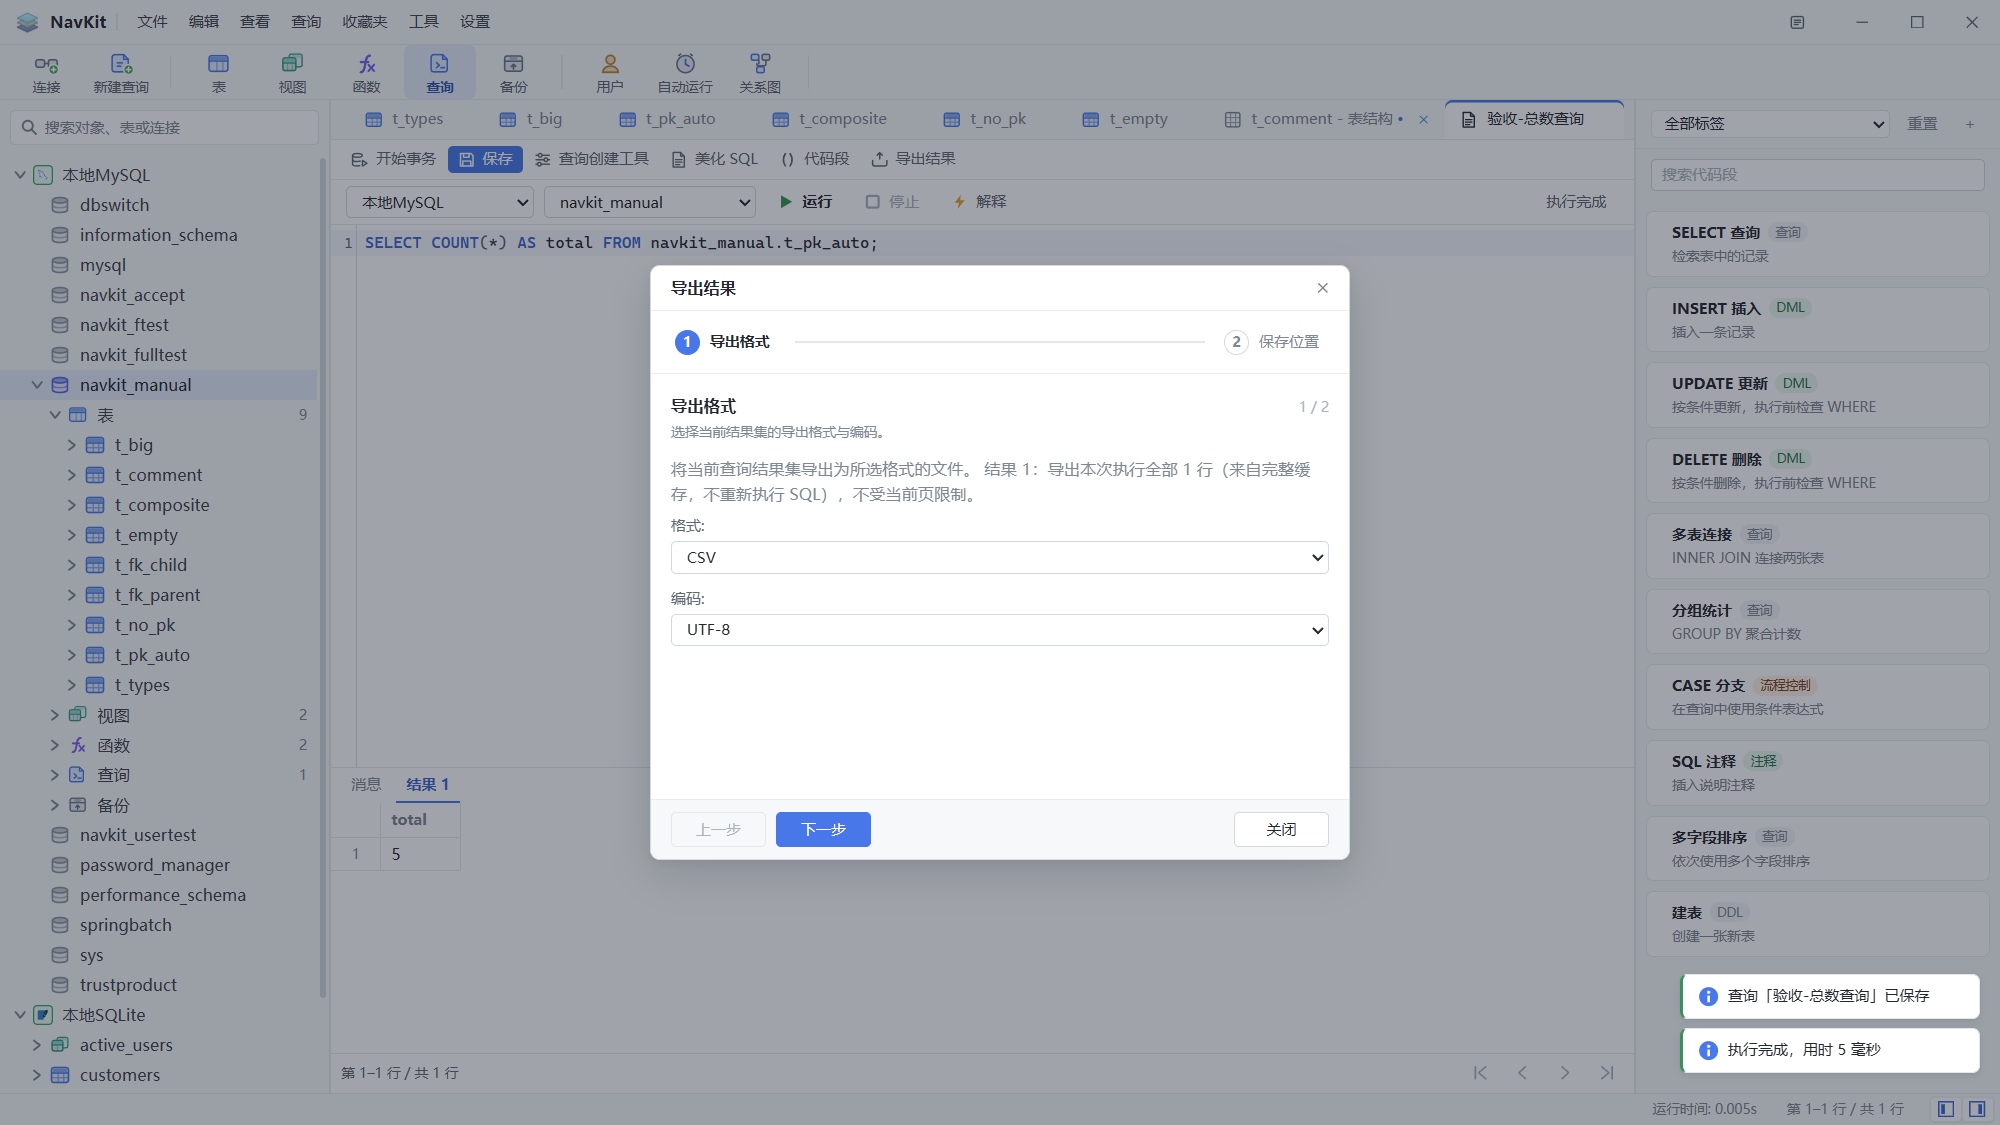 NavKit 文件 编辑 查看 查询 收藏夹 工具 设置
连接 新建查询 表 视图 函数 查询 备份 用户 自动运行 关系图
搜索对象、表或连接
本地MySQL
dbswitch
information_schema
mysql
navkit_accept
navkit_ftest
navkit_fulltest
navkit_manual
表 9
t_big
t_comment
t_composite
t_empty
t_fk_child
t_fk_parent
t_no_pk
t_pk_auto
t_types
视图 2
函数 2
查询 1
备份
navkit_usertest
password_manager
performance_schema
springbatch
sys
trustproduct
本地SQLite
active_users
customers
t_types t_big t_pk_auto t_composite t_no_pk t_empty t_comment - 表结构 • × 验收-总数查询
开始事务 保存 查询创建工具 美化 SQL () 代码段 导出结果
本地MySQL navkit_manual 运行 停止 解释 执行完成
1 SELECT COUNT(*) AS total FROM navkit_manual.t_pk_auto;
导出结果
1 导出格式 2 保存位置
导出格式 1 / 2
选择当前结果集的导出格式与编码。
将当前查询结果集导出为所选格式的文件。 结果 1：导出本次执行全部 1 行（来自完整缓
存，不重新执行 SQL），不受当前页限制。
格式:
CSV
编码:
UTF-8
上一步 下一步 关闭
消息 结果 1
total
1 5
第 1–1 行 / 共 1 行
全部标签 重置 +
搜索代码段
SELECT 查询 查询
检索表中的记录
INSERT 插入 DML
插入一条记录
UPDATE 更新 DML
按条件更新，执行前检查 WHERE
DELETE 删除 DML
按条件删除，执行前检查 WHERE
多表连接 查询
INNER JOIN 连接两张表
分组统计 查询
GROUP BY 聚合计数
CASE 分支 流程控制
在查询中使用条件表达式
SQL 注释 注释
插入说明注释
多字段排序 查询
依次使用多个字段排序
建表 DDL
创建一张新表
查询「验收-总数查询」已保存
执行完成，用时 5 毫秒
运行时间: 0.005s 第 1–1 行 / 共 1 行